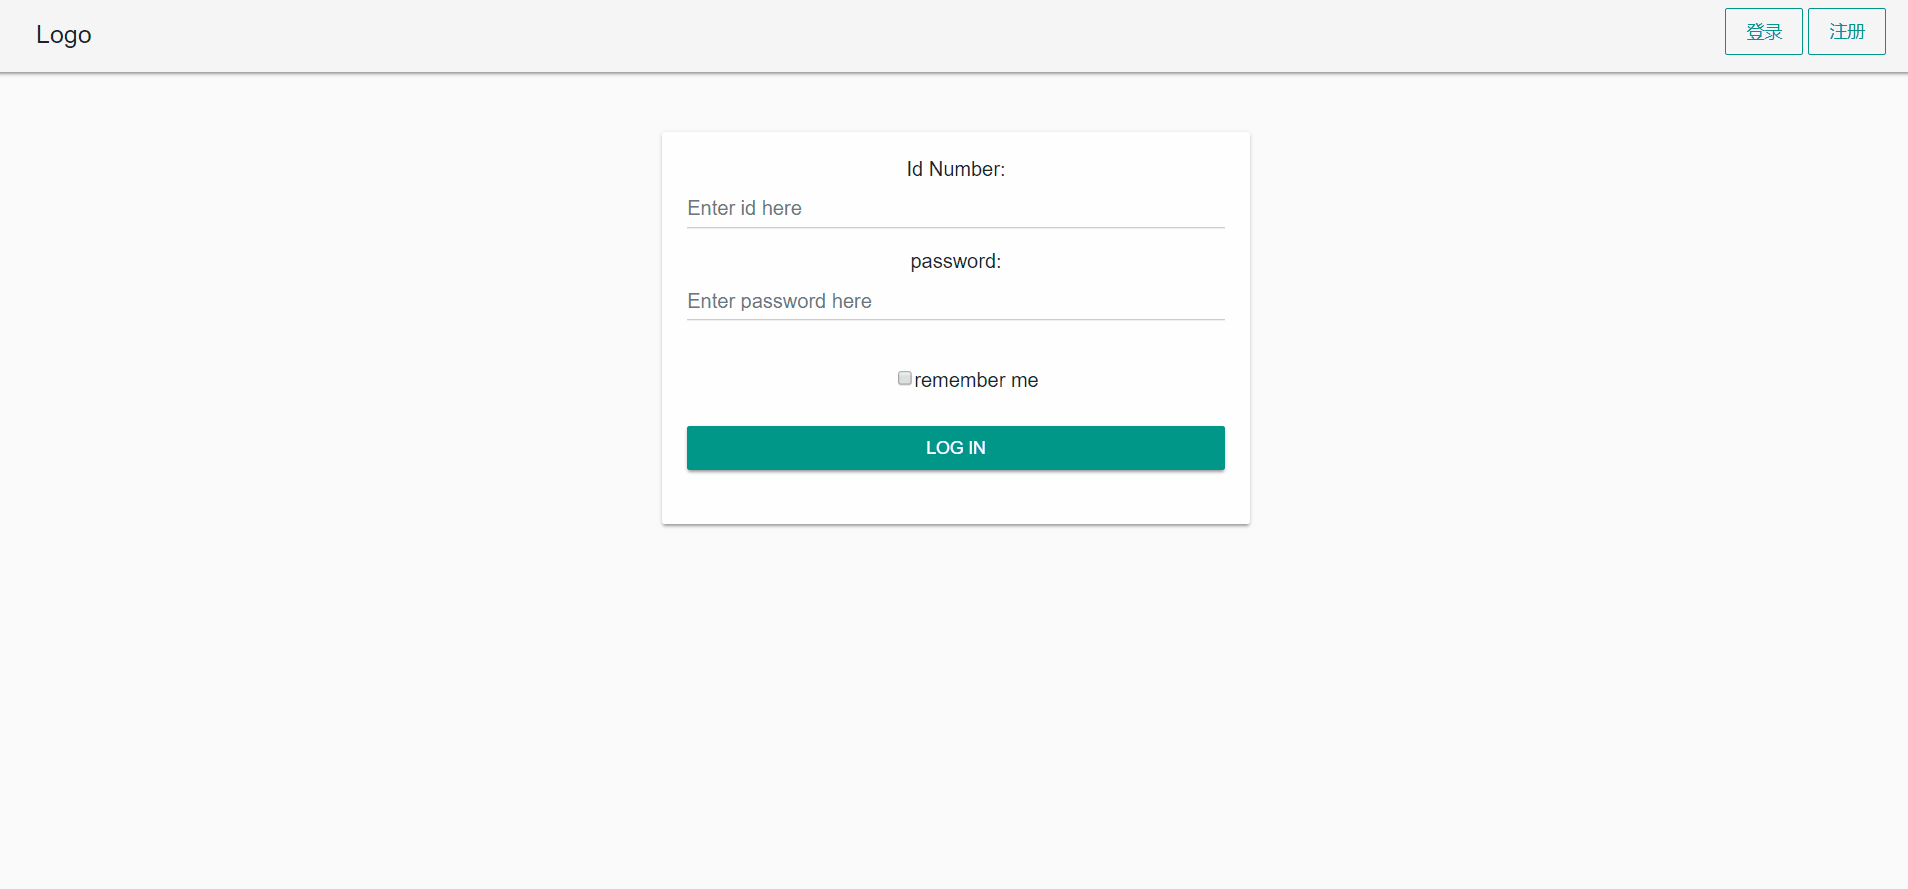 Logo
登录 注册
Id Number:
Enter id here
password:
Enter password here
remember me
LOG IN